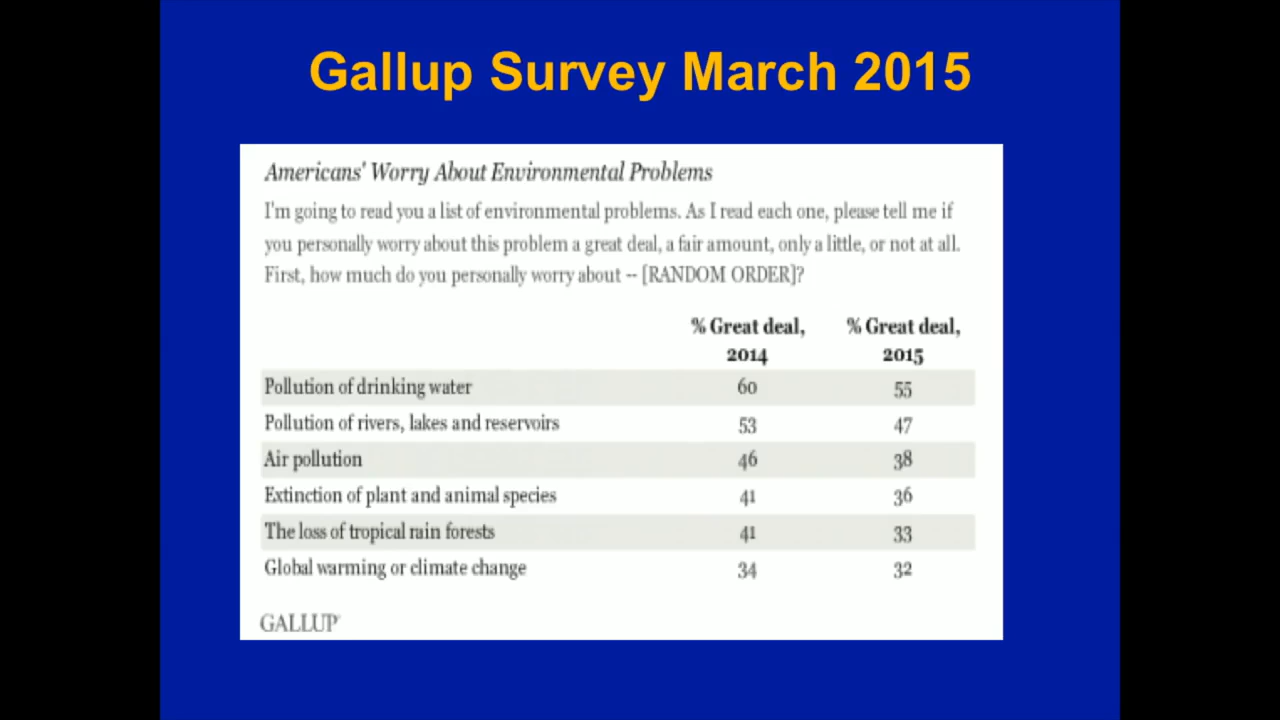 Gallup Survey March 2015
Americans' Worry About Environmental Problems
I'm going to read you a list of environmental problems. As I read each one, please tell me if
you personally worry about this problem a great deal, a fair amount, only a little, or not at all.
First, how much do you personally worry about -- [RANDOM ORDER]?
% Great deal, % Great deal,
2014 2015
Pollution of drinking water 60 55
Pollution of rivers, lakes and reservoirs 53 47
Air pollution 46 38
Extinction of plant and animal species 41 36
The loss of tropical rain forests 41 33
Global warming or climate change 34 32
GALLUP